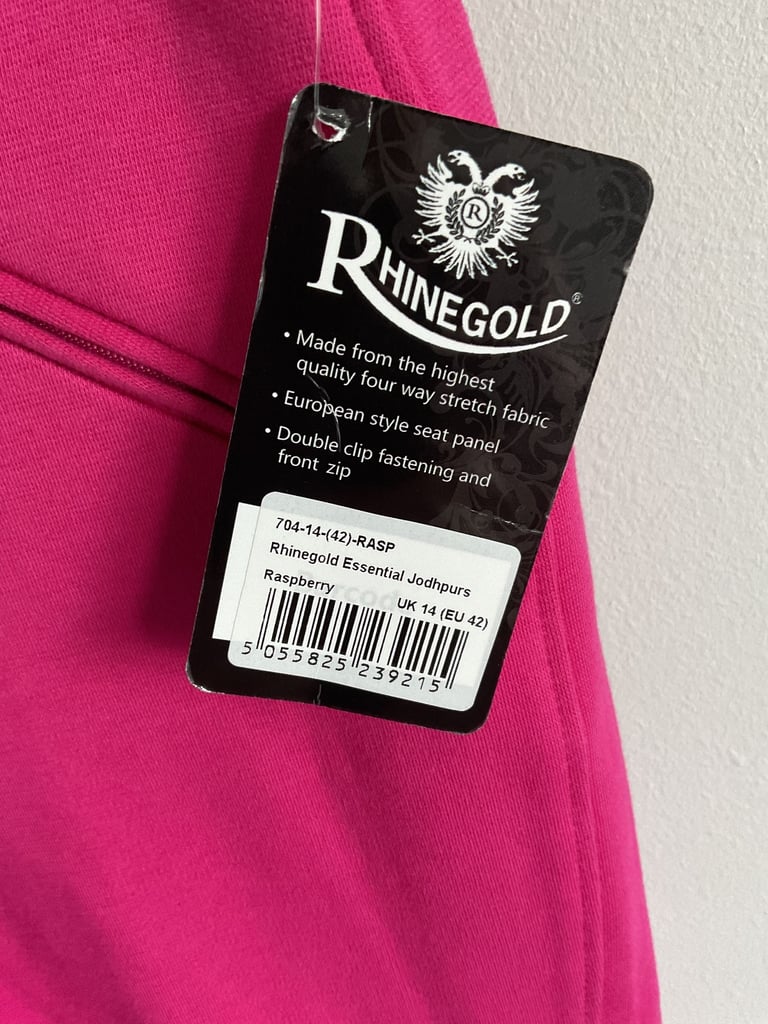 R
RHINEGOLD®
• Made from the highest
quality four way stretch fabric
• European style seat panel
• Double clip fastening and
front zip
704-14-(42)-RASP
Rhinegold Essential Jodhpurs
Raspberry UK 14 (EU 42)
5 055825 239215